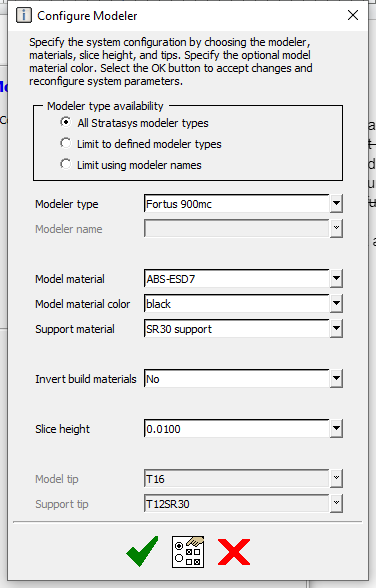 Configure Modeler
Specify the system configuration by choosing the modeler,
materials, slice height, and tips. Specify the optional model
material color. Select the OK button to accept changes and
reconfigure system parameters.
Modeler type availability
All Stratasys modeler types
Limit to defined modeler types
Limit using modeler names
Modeler type Fortus 900mc
Modeler name
Model material ABS-ESD7
Model material color black
Support material SR30 support
Invert build materials No
Slice height 0.0100
Model tip T16
Support tip T12SR30